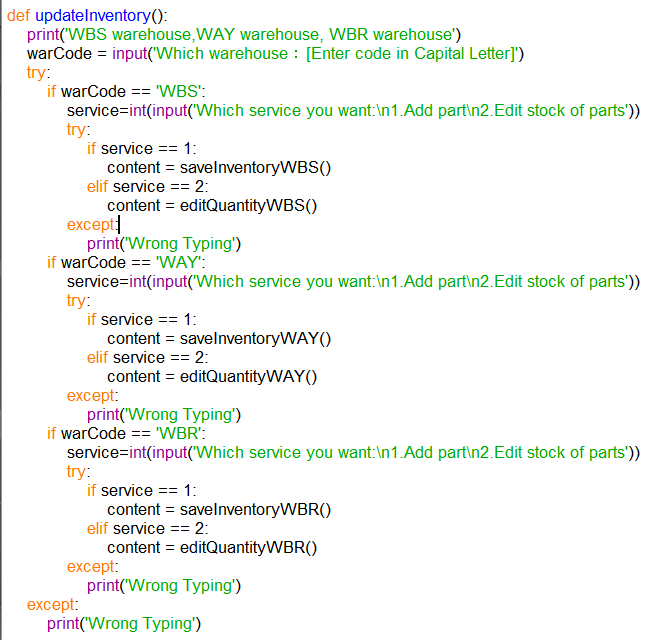 def updateInventory():
    print('WBS warehouse,WAY warehouse, WBR warehouse')
    warCode = input('Which warehouse : [Enter code in Capital Letter]')
    try:
        if warCode == 'WBS':
            service=int(input('Which service you want:\n1.Add part\n2.Edit stock of parts'))
            try:
                if service == 1:
                    content = saveInventoryWBS()
                elif service == 2:
                    content = editQuantityWBS()
            except:
                print('Wrong Typing')
        if warCode == 'WAY':
            service=int(input('Which service you want:\n1.Add part\n2.Edit stock of parts'))
            try:
                if service == 1:
                    content = saveInventoryWAY()
                elif service == 2:
                    content = editQuantityWAY()
            except:
                print('Wrong Typing')
        if warCode == 'WBR':
            service=int(input('Which service you want:\n1.Add part\n2.Edit stock of parts'))
            try:
                if service == 1:
                    content = saveInventoryWBR()
                elif service == 2:
                    content = editQuantityWBR()
            except:
                print('Wrong Typing')
    except:
        print('Wrong Typing')